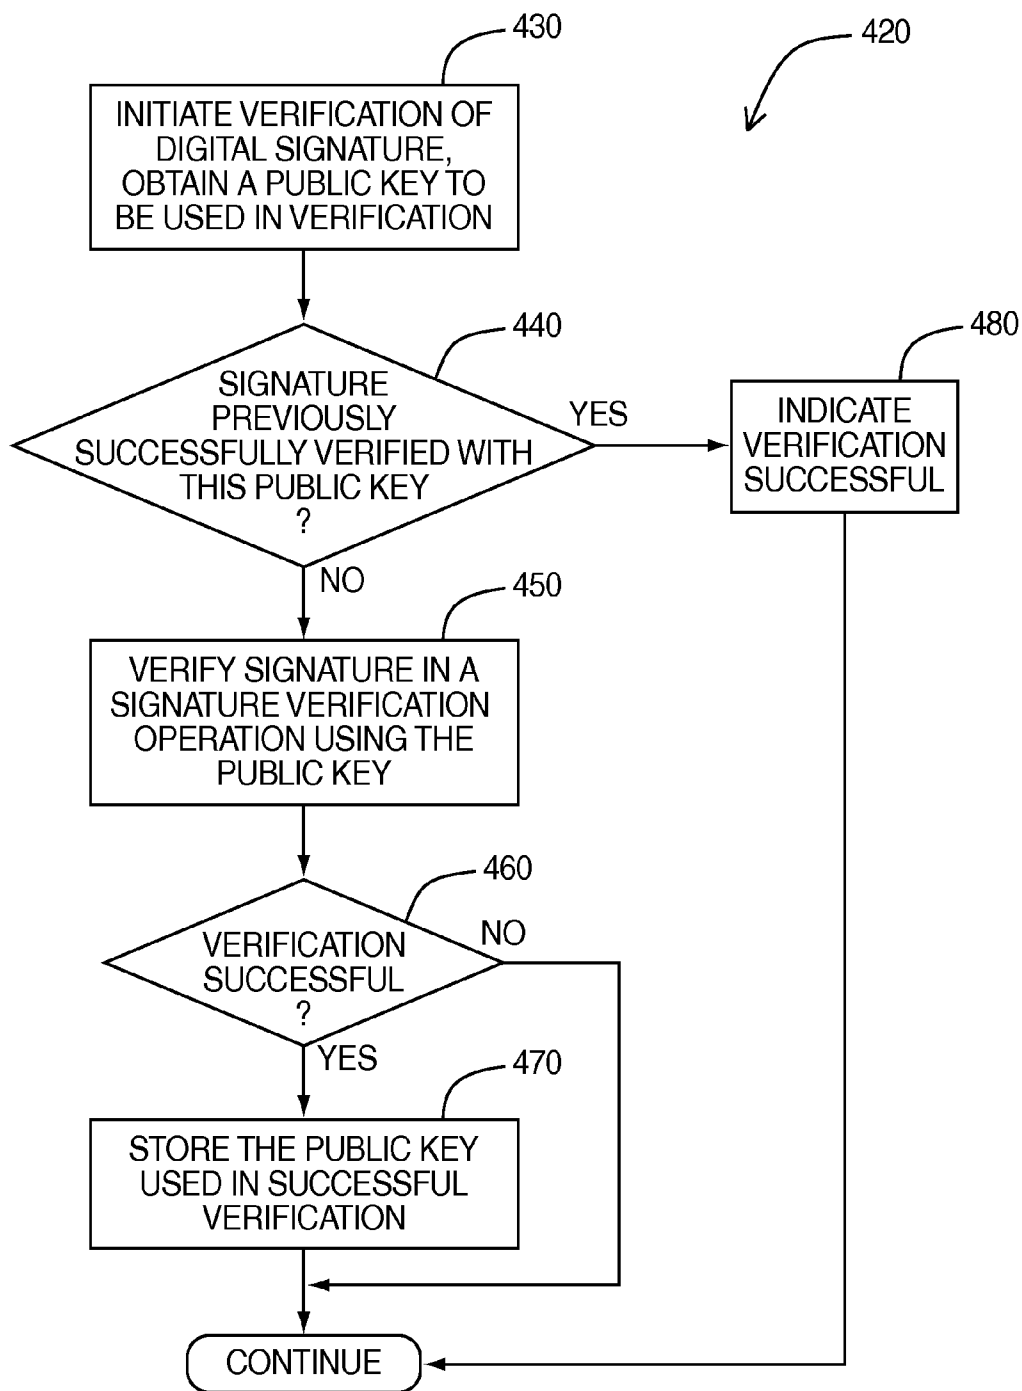 430
420
INITIATE VERIFICATION OF
DIGITAL SIGNATURE,
OBTAIN A PUBLIC KEY TO
BE USED IN VERIFICATION
440
480
SIGNATURE
PREVIOUSLY
SUCCESSFULLY VERIFIED WITH
THIS PUBLIC KEY
?
YES
INDICATE
VERIFICATION
SUCCESSFUL
NO
450
VERIFY SIGNATURE IN A
SIGNATURE VERIFICATION
OPERATION USING THE
PUBLIC KEY
460
VERIFICATION
SUCCESSFUL
?
NO
YES
470
STORE THE PUBLIC KEY
USED IN SUCCESSFUL
VERIFICATION
CONTINUE